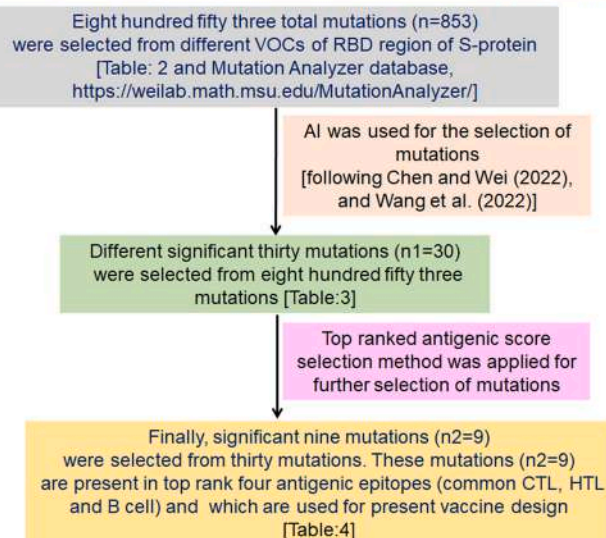 Eight hundred fifty three total mutations (n=853)
were selected from different VOCs of RBD region of S-protein
[Table: 2 and Mutation Analyzer database,
https://weilab.math.msu.edu/MutationAnalyzer/]
AI was used for the selection of
mutations
[following Chen and Wei (2022),
and Wang et al. (2022)]
Different significant thirty mutations (n1=30)
were selected from eight hundred fifty three
mutations [Table:3]
Top ranked antigenic score
selection method was applied for
further selection of mutations
Finally, significant nine mutations (n2=9)
were selected from thirty mutations. These mutations (n2=9)
are present in top rank four antigenic epitopes (common CTL, HTL
and B cell) and which are used for present vaccine design
[Table:4]